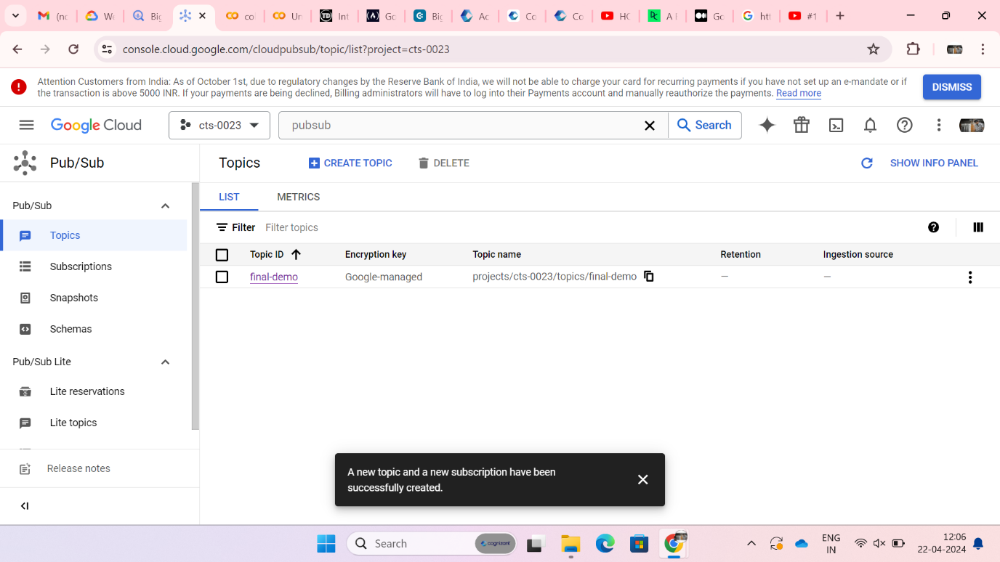 (no
We
Big
co
Un
Int
Go
Big
Ac
Co
Co
HO
A
Go
htt
#1
console.cloud.google.com/cloudpubsub/topic/list?project=cts-0023
Attention Customers from India: As of October 1st, due to regulatory changes by the Reserve Bank of India, we will not be able to charge your card for recurring payments if you have not set up an e-mandate or if
the transaction is above 5000 INR. If your payments are being declined, Billing administrators will have to log into their Payments account and manually reauthorize the payments. Read more
DISMISS
Google Cloud
cts-0023
pubsub
Search
Pub/Sub
Topics
CREATE TOPIC
DELETE
SHOW INFO PANEL
Pub/Sub
Topics
Subscriptions
Snapshots
Schemas
Pub/Sub Lite
Lite reservations
Lite topics
Release notes
LIST
METRICS
Filter
Filter topics
Topic ID
Encryption key
Topic name
Retention
Ingestion source
final-demo
Google-managed
projects/cts-0023/topics/final-demo
—
—
A new topic and a new subscription have been
successfully created.
Search
cognizant
ENG
IN
12:06
22-04-2024